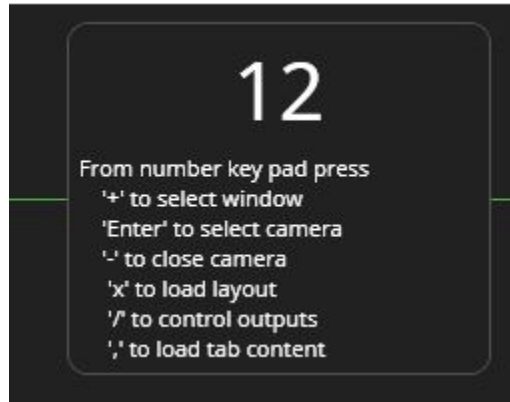 12
From number key pad press
'+' to select window
'Enter' to select camera
'-' to close camera
'x' to load layout
'/' to control outputs
',' to load tab content